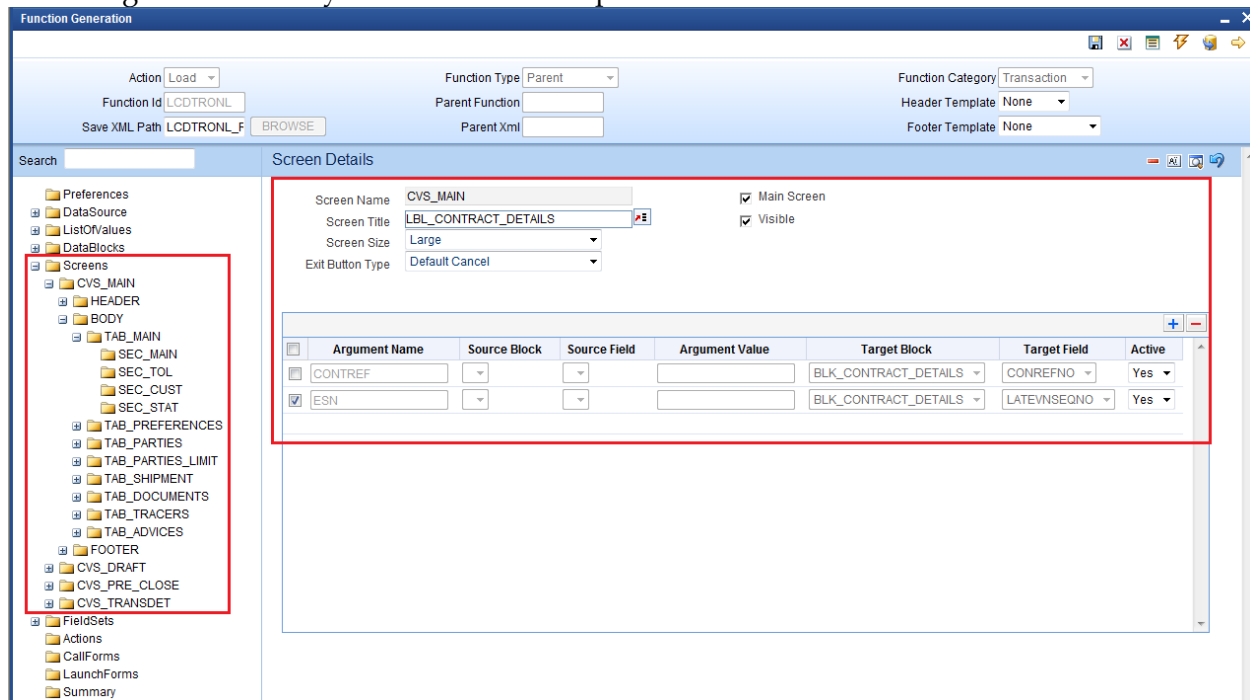 Function Generation
Action Load Function Type Parent Function Category Transaction
Function Id LCDTRONL Parent Function Header Template None
Save XML Path LCDTRONL_F BROWSE Parent Xml Footer Template None
Search Screen Details
Preferences
DataSource
ListOfValues
DataBlocks
Screens
CVS_MAIN
HEADER
BODY
TAB_MAIN
SEC_MAIN
SEC_TOL
SEC_CUST
SEC_STAT
TAB_PREFERENCES
TAB_PARTIES
TAB_PARTIES_LIMIT
TAB_SHIPMENT
TAB_DOCUMENTS
TAB_TRACERS
TAB_ADVICES
FOOTER
CVS_DRAFT
CVS_PRE_CLOSE
CVS_TRANSDET
FieldSets
Actions
CallForms
LaunchForms
Summary
Screen Name CVS_MAIN Main Screen
Screen Title LBL_CONTRACT_DETAILS Visible
Screen Size Large
Exit Button Type Default Cancel
Argument Name Source Block Source Field Argument Value Target Block Target Field Active
CONTREF BLK_CONTRACT_DETAILS CONREFNO Yes
ESN BLK_CONTRACT_DETAILS LATEVNSEQNO Yes